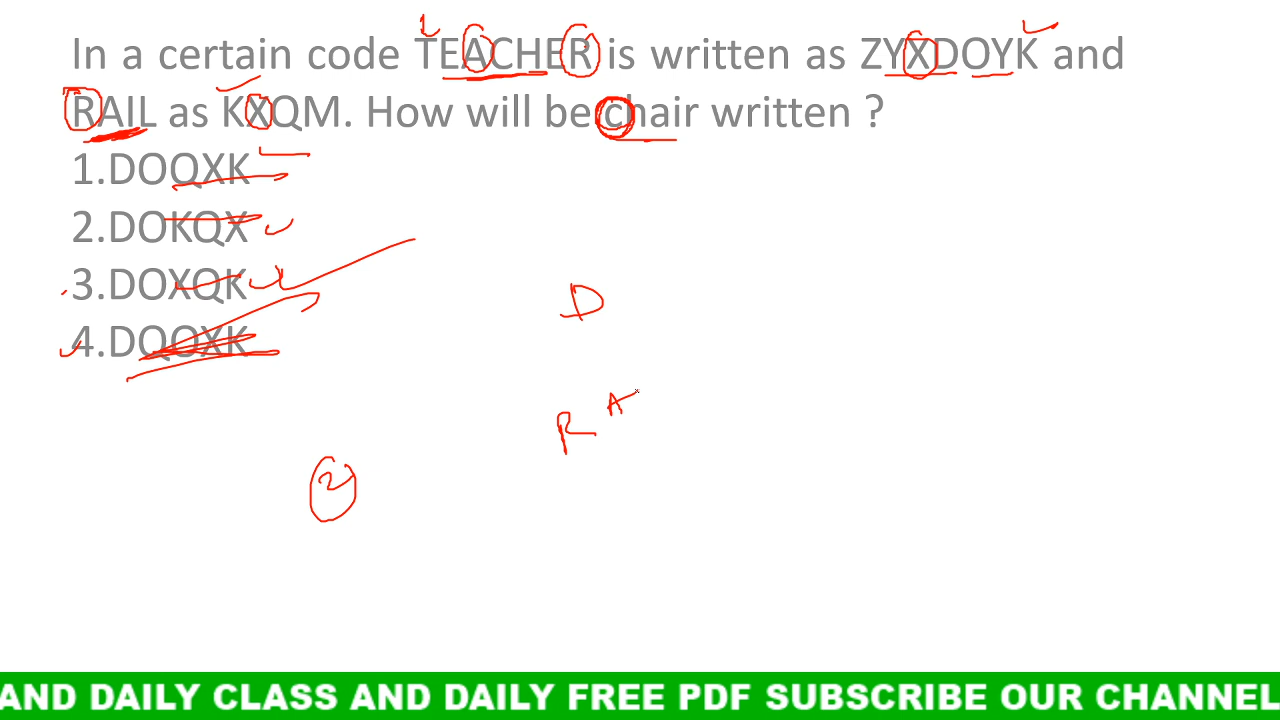 In a certain code TEACHER is written as ZYXDOYK and
RAIL as KXQM. How will be chair written ?
1.DOQXK
2.DOKQX
3.DOXQK
4.DQOXK
D
R A
2
AND DAILY CLASS AND DAILY FREE PDF SUBSCRIBE OUR CHANNEL